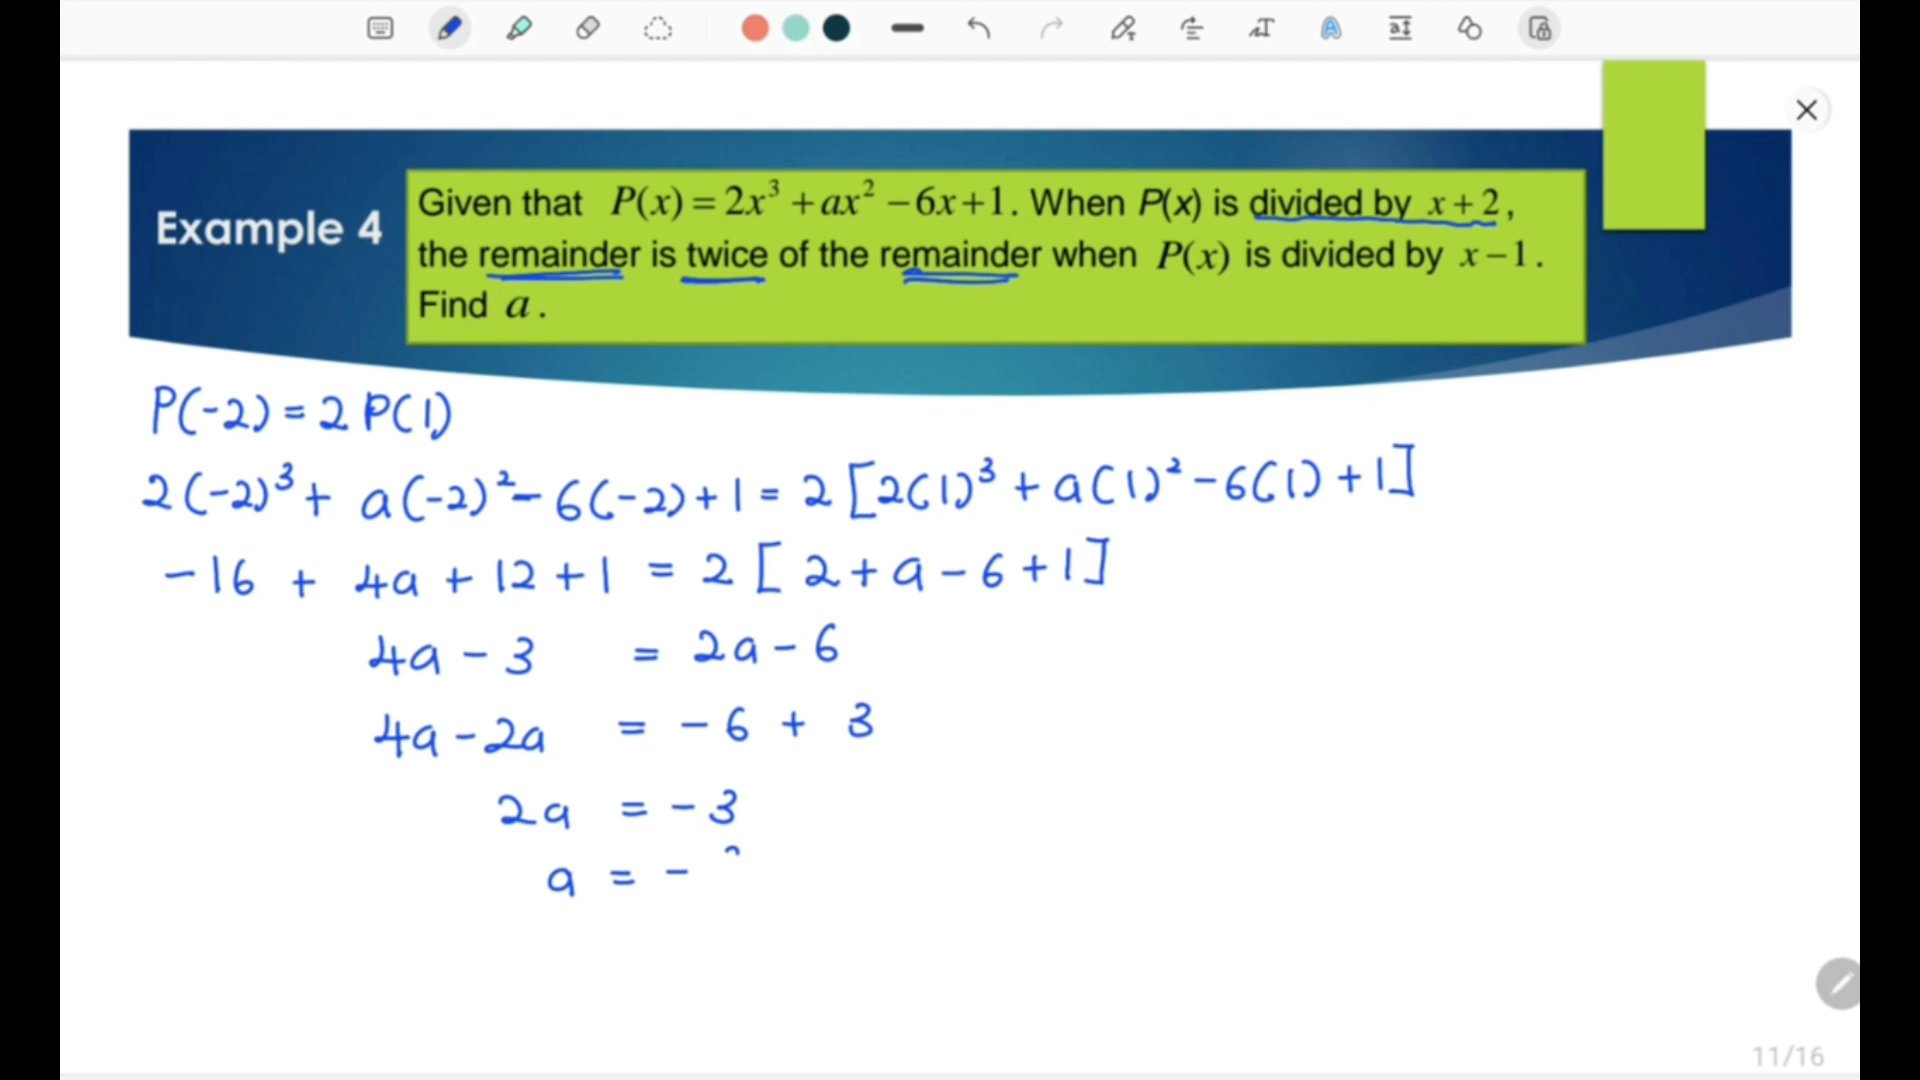 Example 4
Given that P(x) = 2x³ + ax² − 6x + 1. When P(x) is divided by x + 2,
the remainder is twice of the remainder when P(x) is divided by x − 1.
Find a.
P(-2) = 2 P(1)
2(-2)³ + a(-2)² - 6(-2) + 1 = 2[2(1)³ + a(1)² - 6(1) + 1]
-16 + 4a + 12 + 1 = 2[2 + a - 6 + 1]
4a - 3 = 2a - 6
4a - 2a = -6 + 3
2a = -3
a = -
11/16